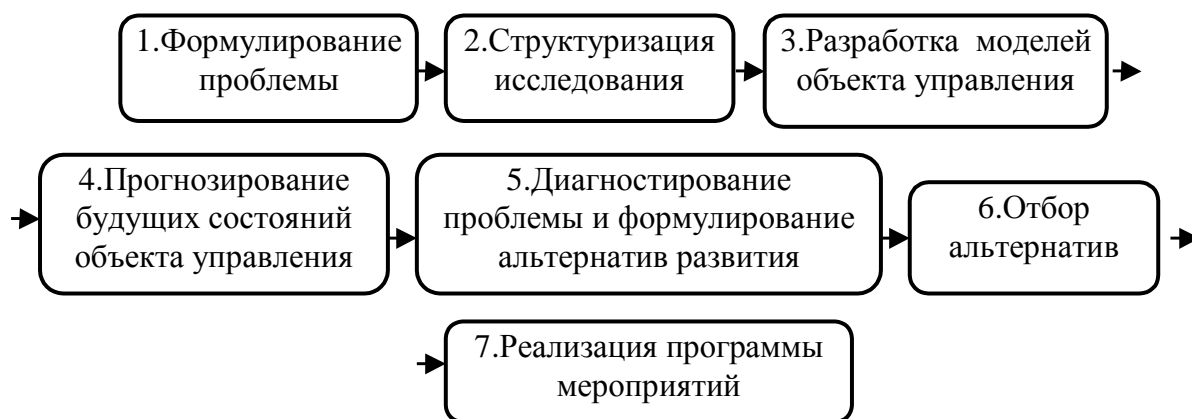 1.Формулирование
проблемы
2.Структуризация
исследования
3.Разработка моделей
объекта управления
4.Прогнозирование
будущих состояний
объекта управления
5.Диагностирование
проблемы и формулирование
альтернатив развития
6.Отбор
альтернатив
7.Реализация программы
мероприятий